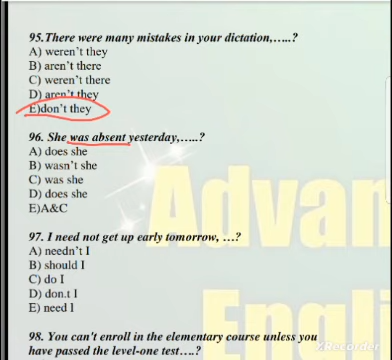 95.There were many mistakes in your dictation,.....?
A) weren't they
B) aren't there
C) weren't there
D) aren't they
E)don't they
96. She was absent yesterday,.....?
A) does she
B) wasn't she
C) was she
D) does she
E)A&C
97. I need not get up early tomorrow, ...?
A) needn't I
B) should I
C) do I
D) don.t I
E) need I
98. You can't enroll in the elementary course unless you
have passed the level-one test....?
Advan
Engli
XRecorder